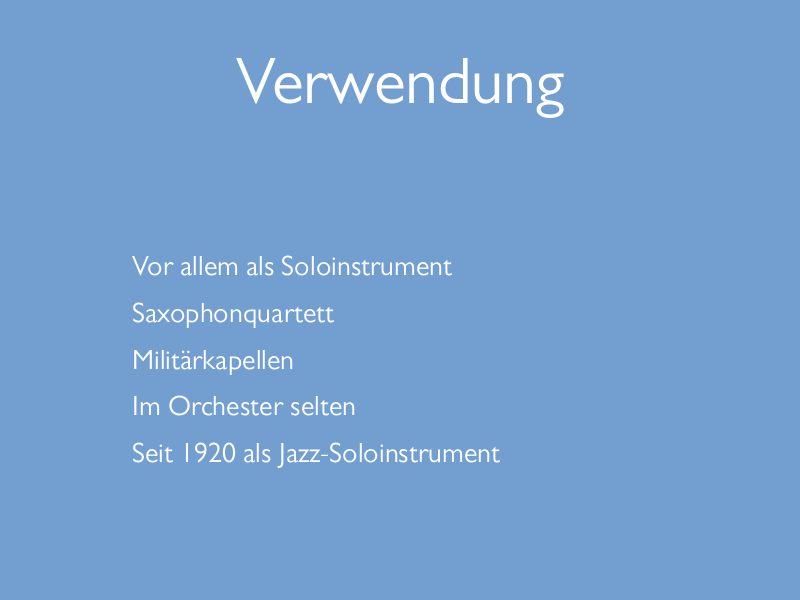 Verwendung
Vor allem als Soloinstrument
Saxophonquartett
Militärkapellen
Im Orchester selten
Seit 1920 als Jazz-Soloinstrument